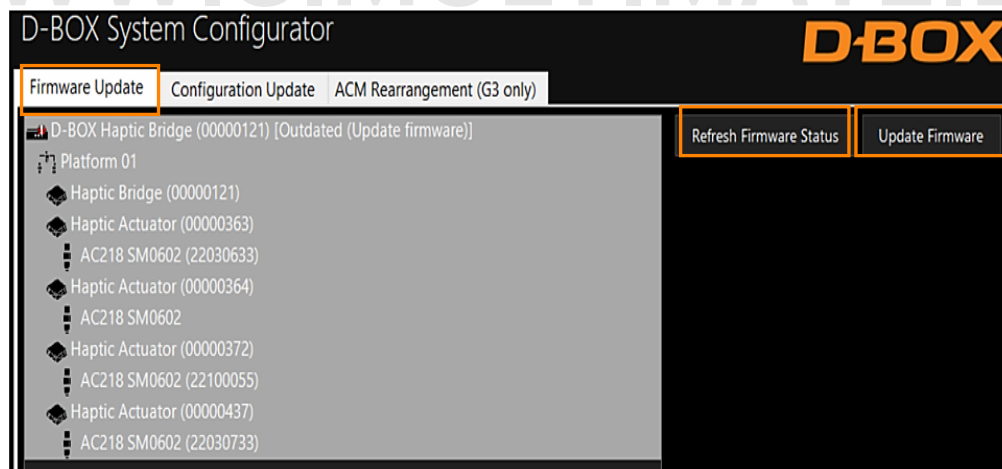 D-BOX System Configurator
D-BOX
Firmware Update Configuration Update ACM Rearrangement (G3 only)
D-BOX Haptic Bridge (00000121) [Outdated (Update firmware)]
Refresh Firmware Status Update Firmware
Platform 01
Haptic Bridge (00000121)
Haptic Actuator (00000363)
AC218 SM0602 (22030633)
Haptic Actuator (00000364)
AC218 SM0602
Haptic Actuator (00000372)
AC218 SM0602 (22100055)
Haptic Actuator (00000437)
AC218 SM0602 (22030733)